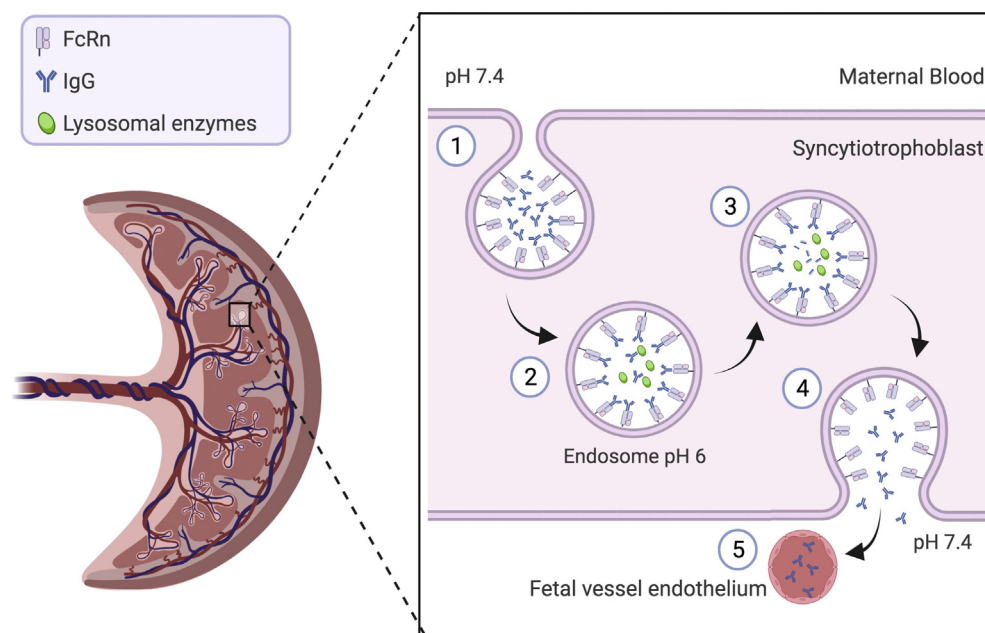 FcRn
IgG
Lysosomal enzymes
pH 7.4
Maternal Blood
1
Syncytiotrophoblast
3
2
4
Endosome pH 6
5
pH 7.4
Fetal vessel endothelium